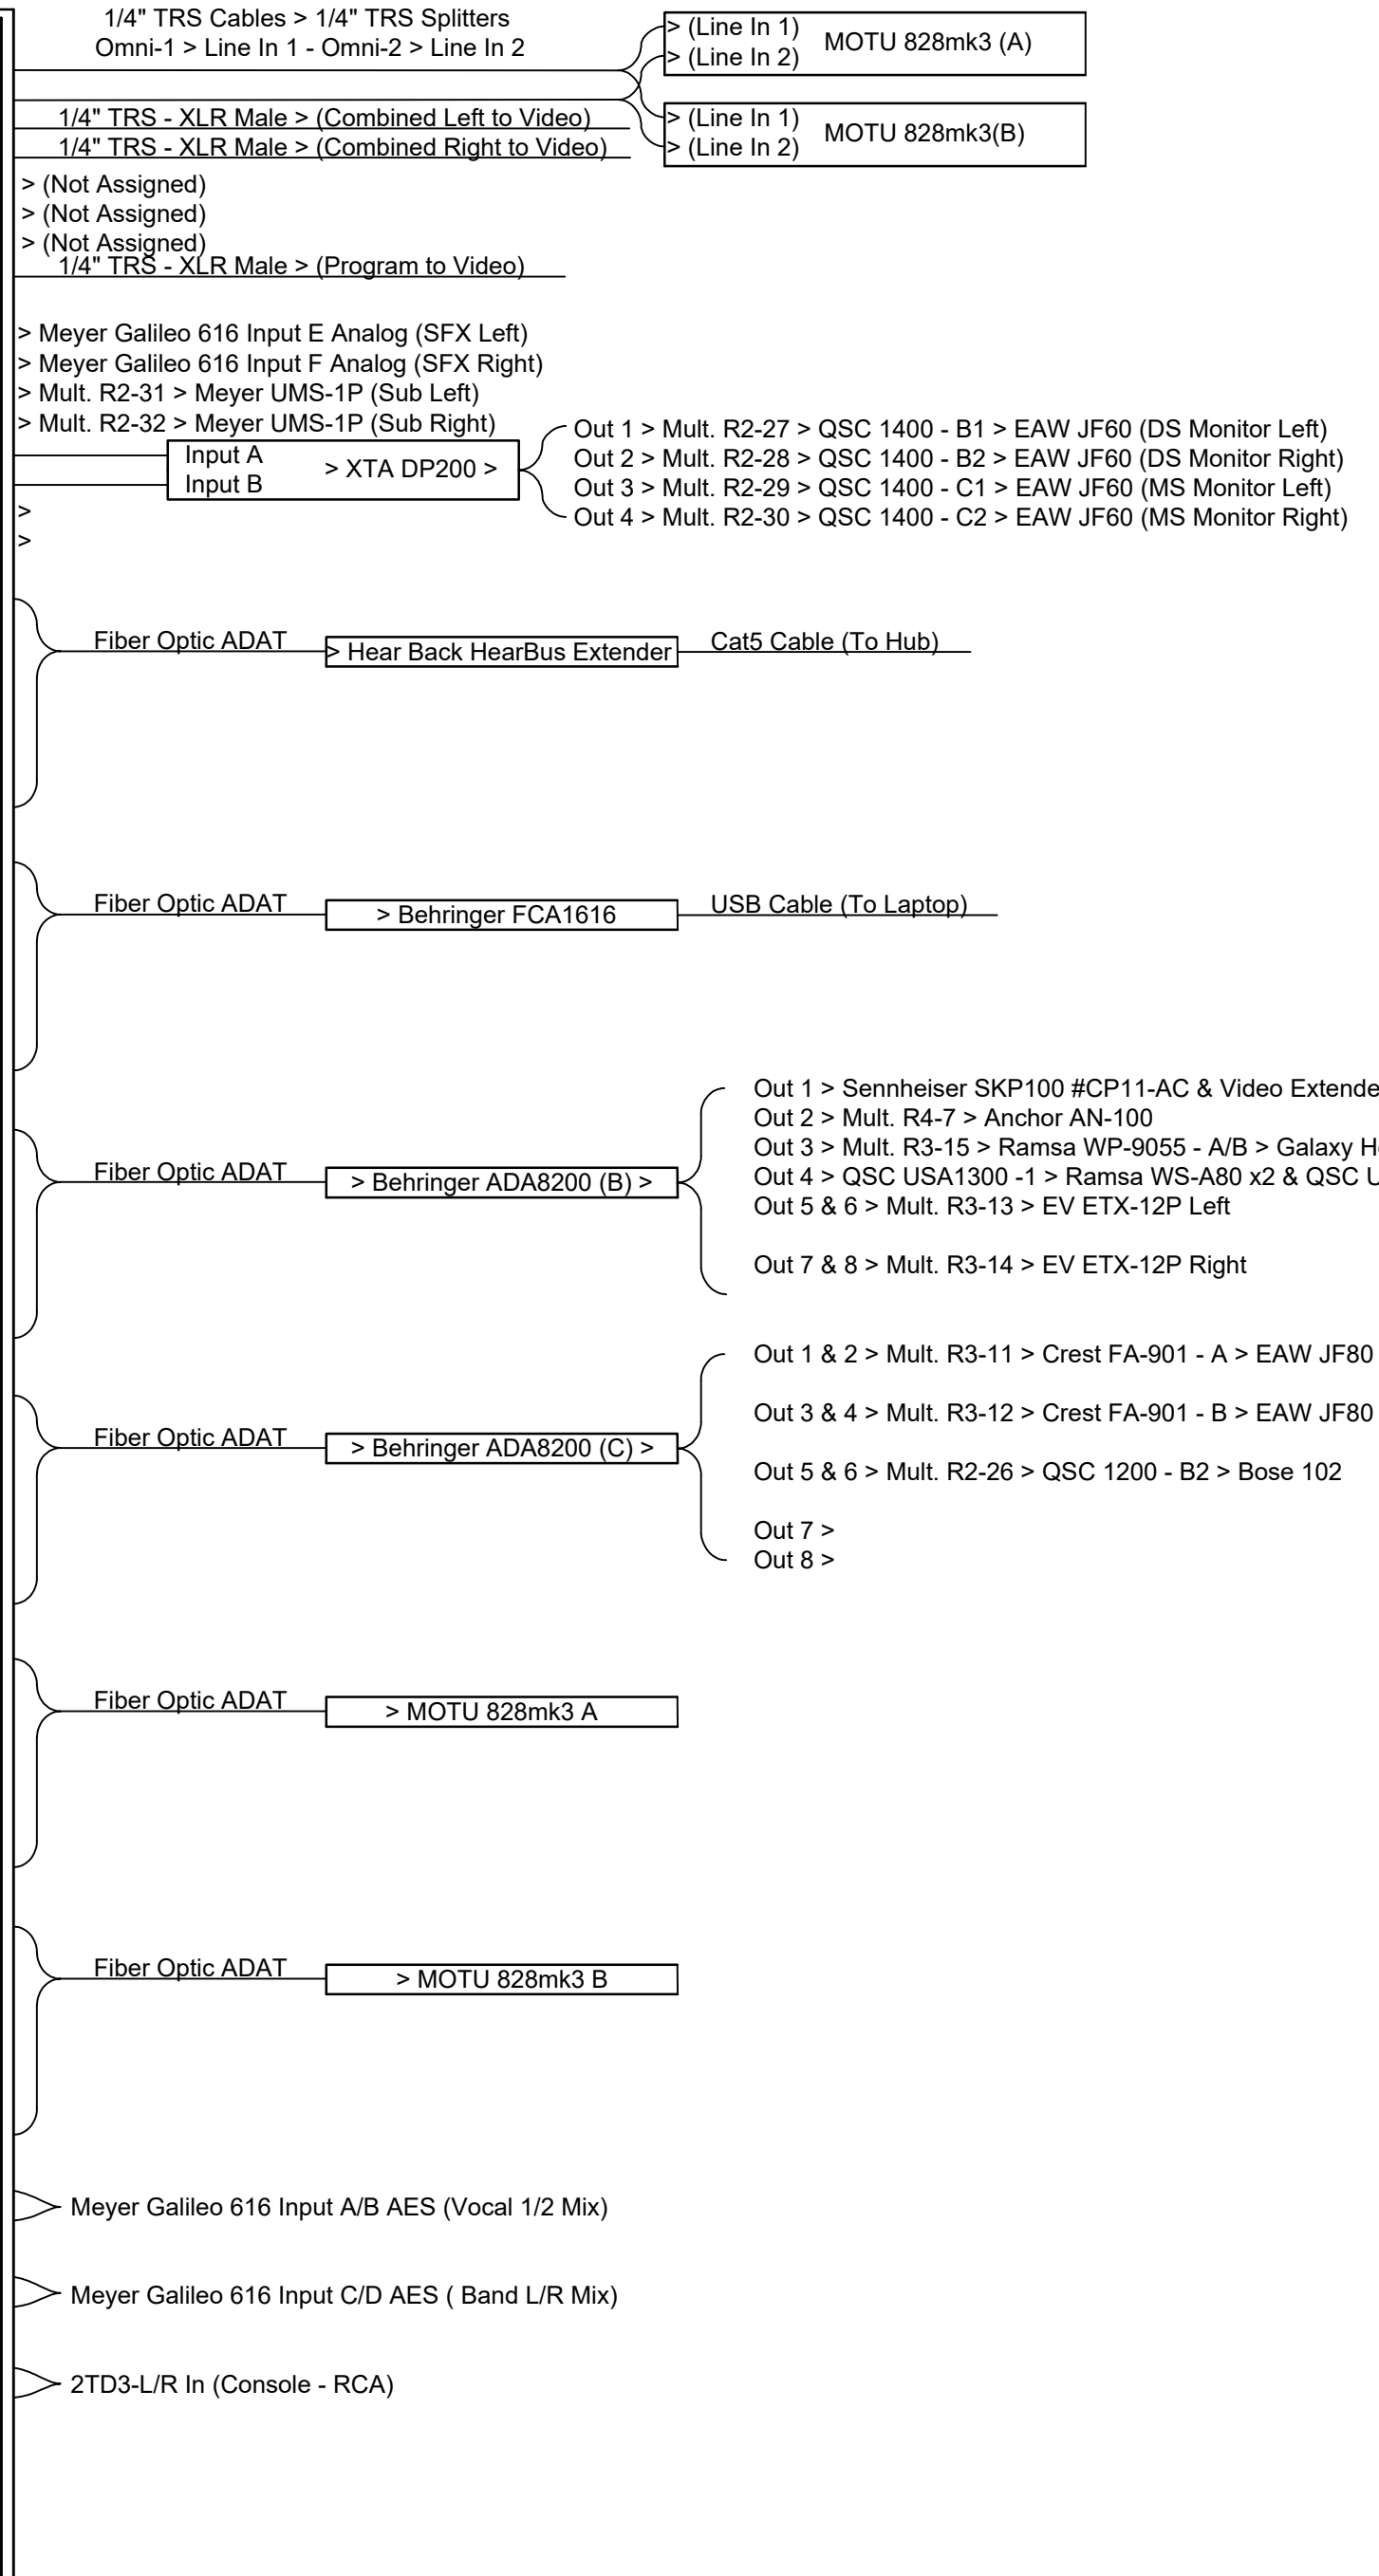 1/4" TRS Cables > 1/4" TRS Splitters
Omni-1 > Line In 1 - Omni-2 > Line In 2
> (Line In 1)
> (Line In 2)
MOTU 828mk3 (A)
> (Line In 1)
> (Line In 2)
MOTU 828mk3(B)
1/4" TRS - XLR Male > (Combined Left to Video)
1/4" TRS - XLR Male > (Combined Right to Video)
> (Not Assigned)
> (Not Assigned)
> (Not Assigned)
1/4" TRS - XLR Male > (Program to Video)
> Meyer Galileo 616 Input E Analog (SFX Left)
> Meyer Galileo 616 Input F Analog (SFX Right)
> Mult. R2-31 > Meyer UMS-1P (Sub Left)
> Mult. R2-32 > Meyer UMS-1P (Sub Right)
Input A
Input B
> XTA DP200 >
Out 1 > Mult. R2-27 > QSC 1400 - B1 > EAW JF60 (DS Monitor Left)
Out 2 > Mult. R2-28 > QSC 1400 - B2 > EAW JF60 (DS Monitor Right)
Out 3 > Mult. R2-29 > QSC 1400 - C1 > EAW JF60 (MS Monitor Left)
Out 4 > Mult. R2-30 > QSC 1400 - C2 > EAW JF60 (MS Monitor Right)
>
>
Fiber Optic ADAT
> Hear Back HearBus Extender
Cat5 Cable (To Hub)
Fiber Optic ADAT
> Behringer FCA1616
USB Cable (To Laptop)
Fiber Optic ADAT
> Behringer ADA8200 (B) >
Out 1 > Sennheiser SKP100 #CP11-AC & Video
Out 2 > Mult. R4-7 > Anchor AN-100
Out 3 > Mult. R3-15 > Ramsa WP-9055 - A/B > Galaxy
Out 4 > QSC USA1300 -1 > Ramsa WS-A80 x2 & QSC
Out 5 & 6 > Mult. R3-13 > EV ETX-12P Left
Out 7 & 8 > Mult. R3-14 > EV ETX-12P Right
Fiber Optic ADAT
> Behringer ADA8200 (C) >
Out 1 & 2 > Mult. R3-11 > Crest FA-901 - A > EAW JF80
Out 3 & 4 > Mult. R3-12 > Crest FA-901 - B > EAW JF80
Out 5 & 6 > Mult. R2-26 > QSC 1200 - B2 > Bose 102
Out 7 >
Out 8 >
Fiber Optic ADAT
> MOTU 828mk3 A
Fiber Optic ADAT
> MOTU 828mk3 B
Meyer Galileo 616 Input A/B AES (Vocal 1/2 Mix)
Meyer Galileo 616 Input C/D AES ( Band L/R Mix)
2TD3-L/R In (Console - RCA)